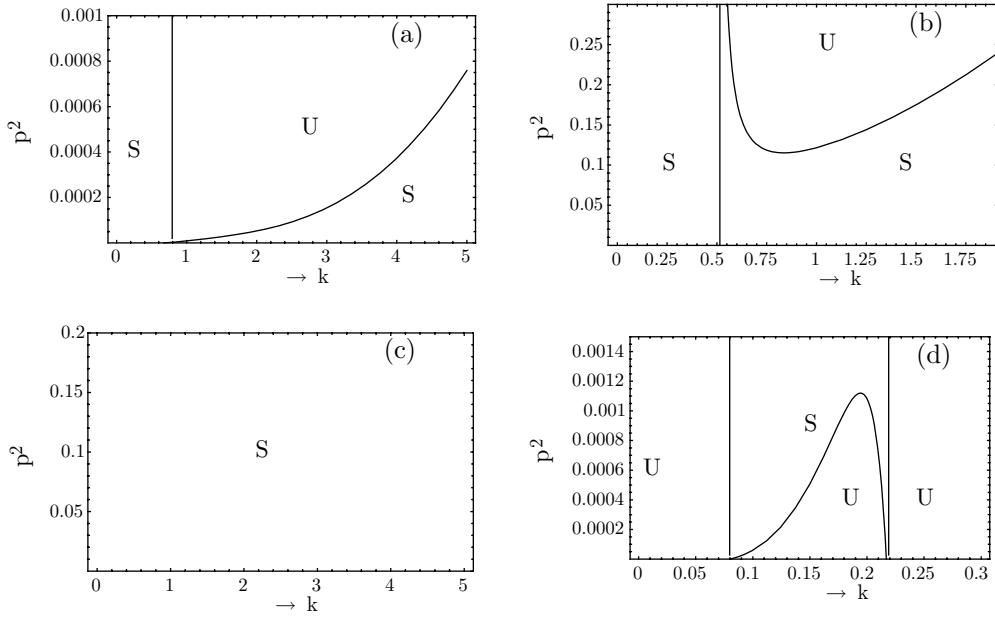 0.001
(a)
0.0008
0.0006
U
p²
S
0.0004
S
0.0002
0 1 2 3 4 5
→ k
0.25
(b)
U
0.2
p²
0.15
S
S
0.1
0.05
0 0.25 0.5 0.75 1 1.25 1.5 1.75
→ k
0.2
(c)
0.15
p²
S
0.1
0.05
0 1 2 3 4 5
→ k
0.0014
(d)
0.0012
0.001
S
0.0008
p²
U
0.0006
0.0004
U
U
0.0002
0 0.05 0.1 0.15 0.2 0.25 0.3
→ k